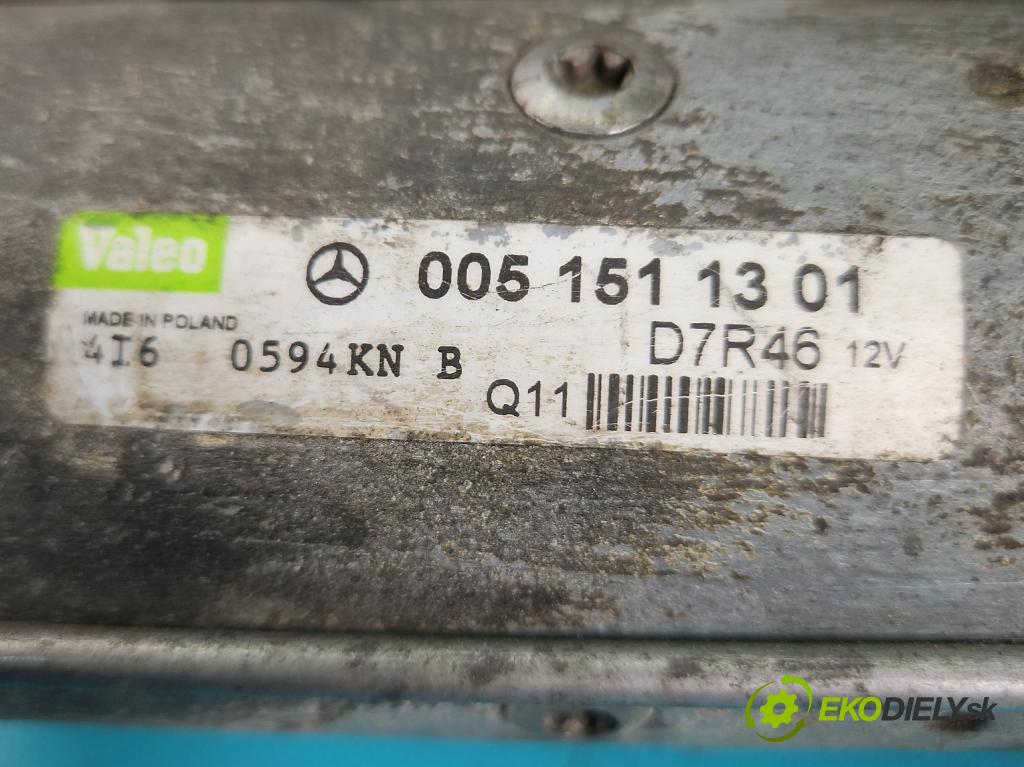 Valeo
005 151 13 01
MADE IN POLAND
D7R46 12V
4I6 0594KN B
Q11
EKODIELY.sk